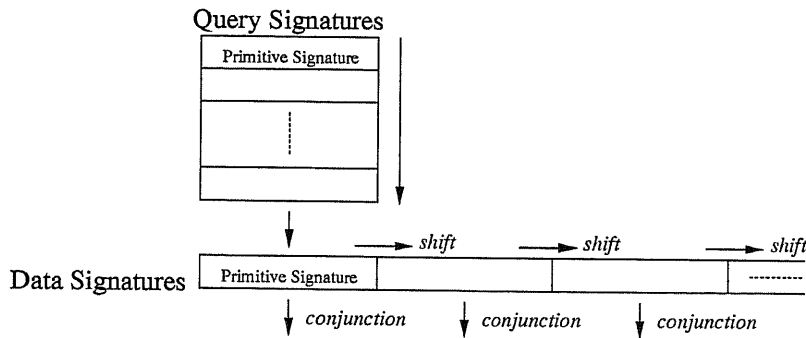 Query Signatures
Primitive Signature
shift shift shift
Data Signatures Primitive Signature
conjunction conjunction conjunction